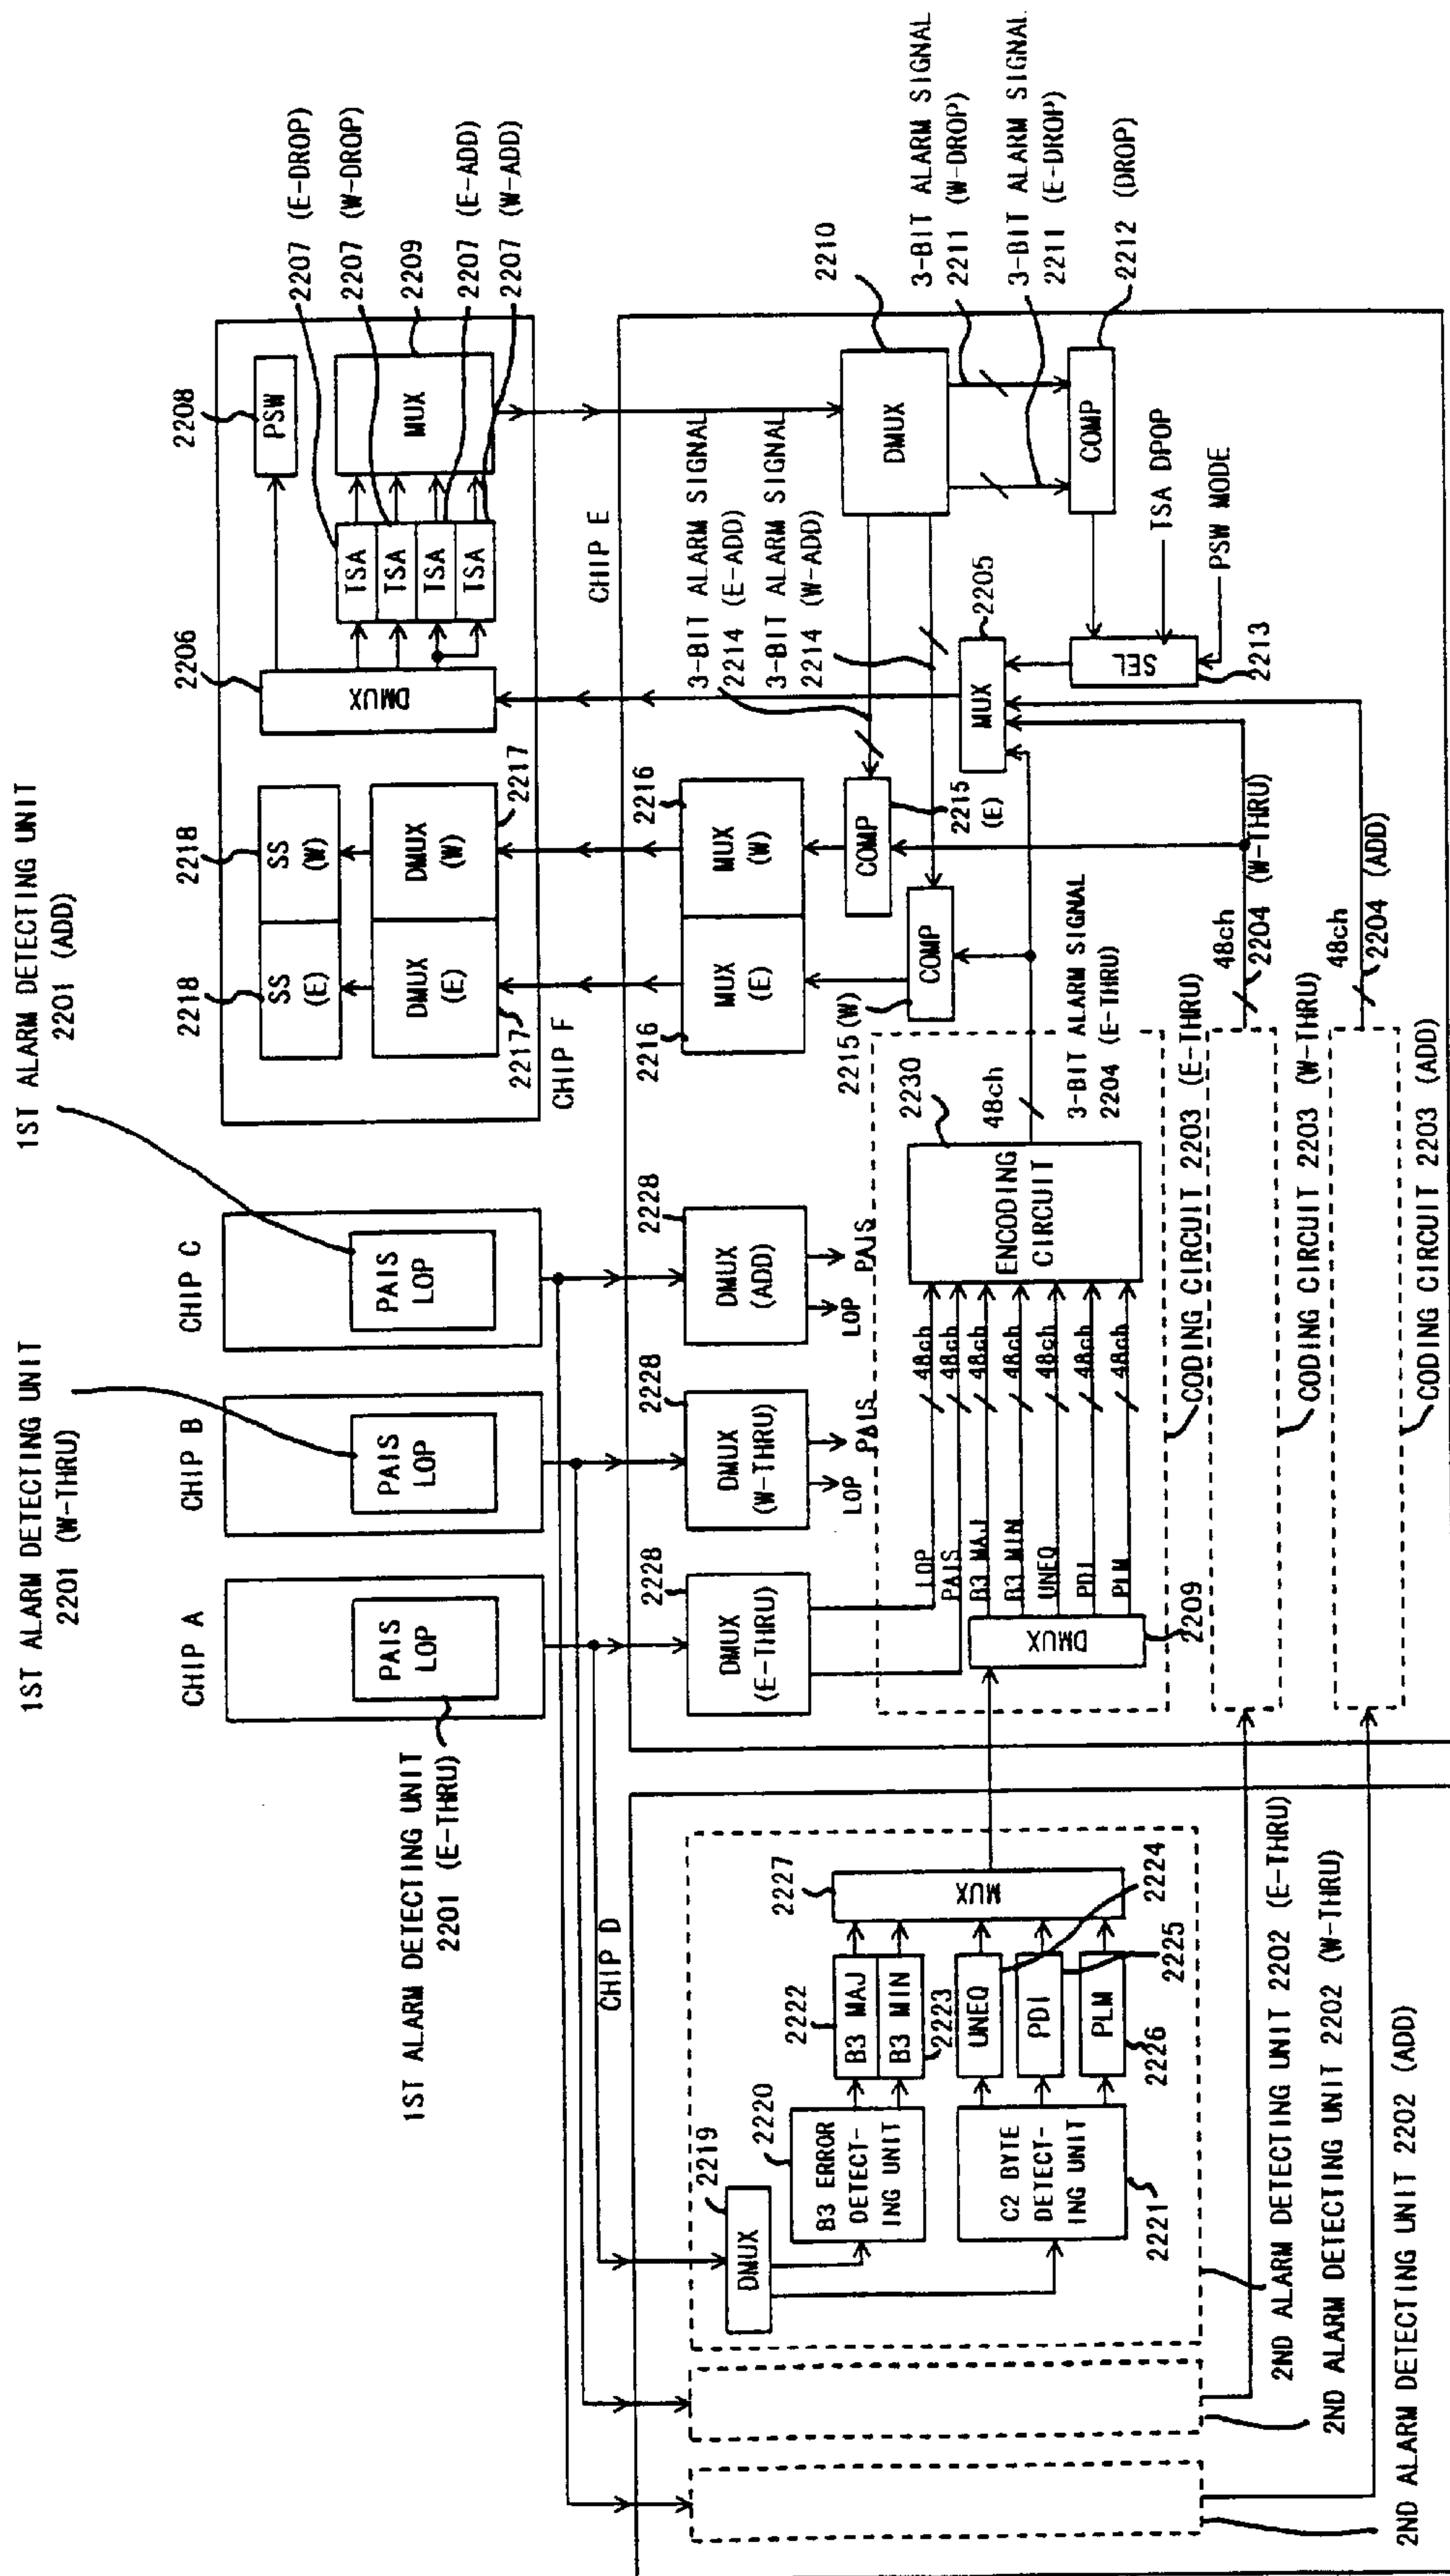 1ST ALARM DETECTING UNIT
2201 (W-THRU)
1ST ALARM DETECTING UNIT
2201 (ADD)
1ST ALARM DETECTING UNIT
2201 (E-THRU)
CHIP A
PAIS
LOP
CHIP B
PAIS
LOP
CHIP C
PAIS
LOP
CHIP F
2218
SS
(E)
2218
SS
(W)
DMUX
(E)
2217
DMUX
(W)
2217
2206
DMUX
2208
PSW
TSA
TSA
TSA
TSA
MUX
2207 (E-DROP)
2207 (W-DROP)
2209
2207 (E-ADD)
2207 (W-ADD)
CHIP D
2219
DMUX
2220
B3 ERROR
DETECT-
ING UNIT
C2 BYTE
DETECT-
ING UNIT
2221
2222
B3 MAJ
B3 MIN
2223
UNEQ
PDI
PLM
2226
2227
MUX
2224
2225
2ND ALARM DETECTING UNIT 2202 (E-THRU)
2ND ALARM DETECTING UNIT 2202 (W-THRU)
2ND ALARM DETECTING UNIT 2202 (ADD)
CHIP E
2228
DMUX
(E-THRU)
2228
DMUX
(W-THRU)
LOP
PAIS
2228
DMUX
(ADD)
LOP
PAIS
DMUX
2209
LOP
PAIS
B3 MAJ
B3 MIN
UNEQ
PDI
PLM
48ch
48ch
48ch
48ch
48ch
48ch
48ch
2230
ENCODING
CIRCUIT
48ch
3-BIT ALARM SIGNAL
2204 (E-THRU)
CODING CIRCUIT 2203 (E-THRU)
CODING CIRCUIT 2203 (W-THRU)
CODING CIRCUIT 2203 (ADD)
48ch
2204 (W-THRU)
48ch
2204 (ADD)
2216
MUX
(E)
2216
MUX
(W)
2215(W)
COMP
COMP
2215
(E)
3-BIT ALARM SIGNAL
2214 (E-ADD)
3-BIT ALARM SIGNAL
2214 (W-ADD)
MUX
2205
SEL
2213
TSA DPOP
PSW MODE
DMUX
2210
COMP
3-BIT ALARM SIGNAL
2211 (W-DROP)
3-BIT ALARM SIGNAL
2211 (E-DROP)
2212 (DROP)